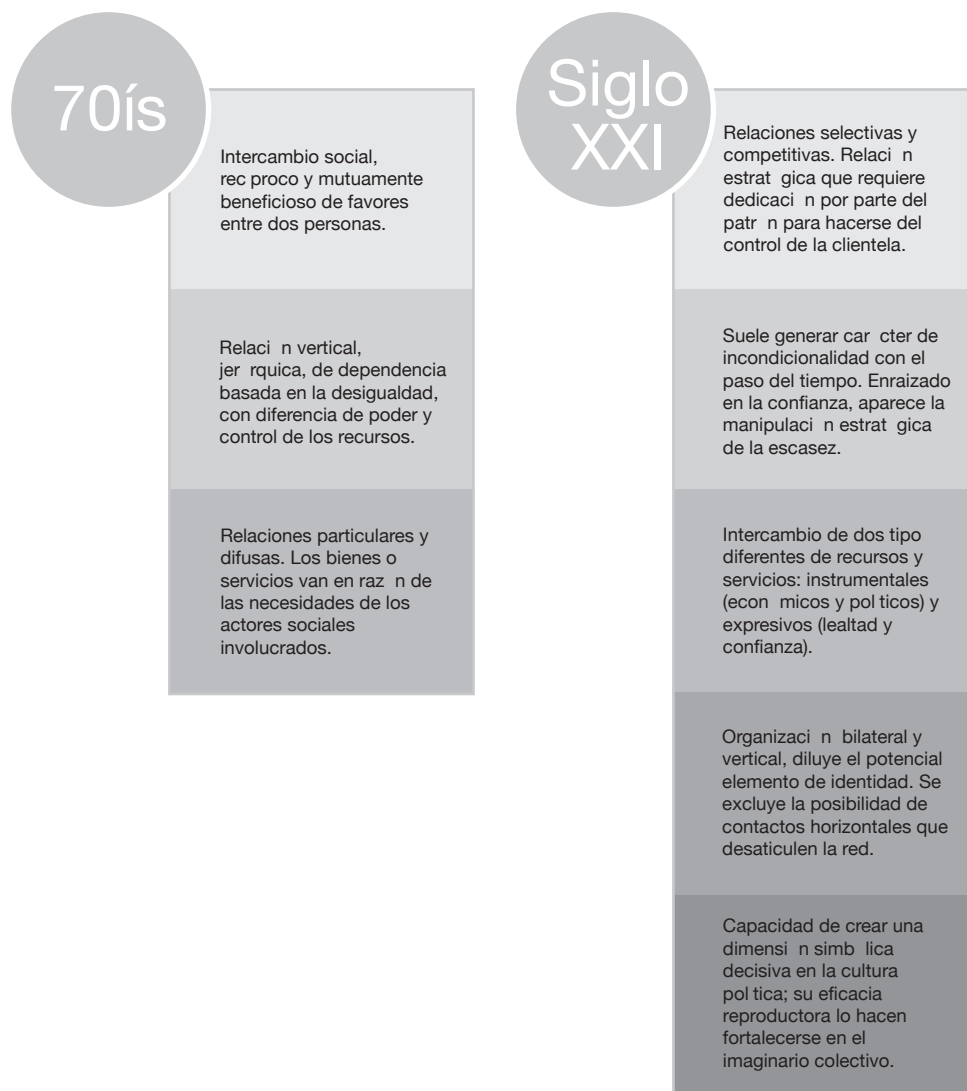 70ís
Intercambio social,
rec proco y mutuamente
beneficioso de favores
entre dos personas.
Relaci n vertical,
jer rquica, de dependencia
basada en la desigualdad,
con diferencia de poder y
control de los recursos.
Relaciones particulares y
difusas. Los bienes o
servicios van en raz n de
las necesidades de los
actores sociales
involucrados.
Siglo
XXI
Relaciones selectivas y
competitivas. Relaci n
estrat gica que requiere
dedicaci n por parte del
patr n para hacerse del
control de la clientela.
Suele generar car cter de
incondicionalidad con el
paso del tiempo. Enraizado
en la confianza, aparece la
manipulaci n estrat gica
de la escasez.
Intercambio de dos tipo
diferentes de recursos y
servicios: instrumentales
(econ micos y pol ticos) y
expresivos (lealtad y
confianza).
Organizaci n bilateral y
vertical, diluye el potencial
elemento de identidad. Se
excluye la posibilidad de
contactos horizontales que
desaticulen la red.
Capacidad de crear una
dimensi n simb lica
decisiva en la cultura
pol tica; su eficacia
reproductora lo hacen
fortalecerse en el
imaginario colectivo.